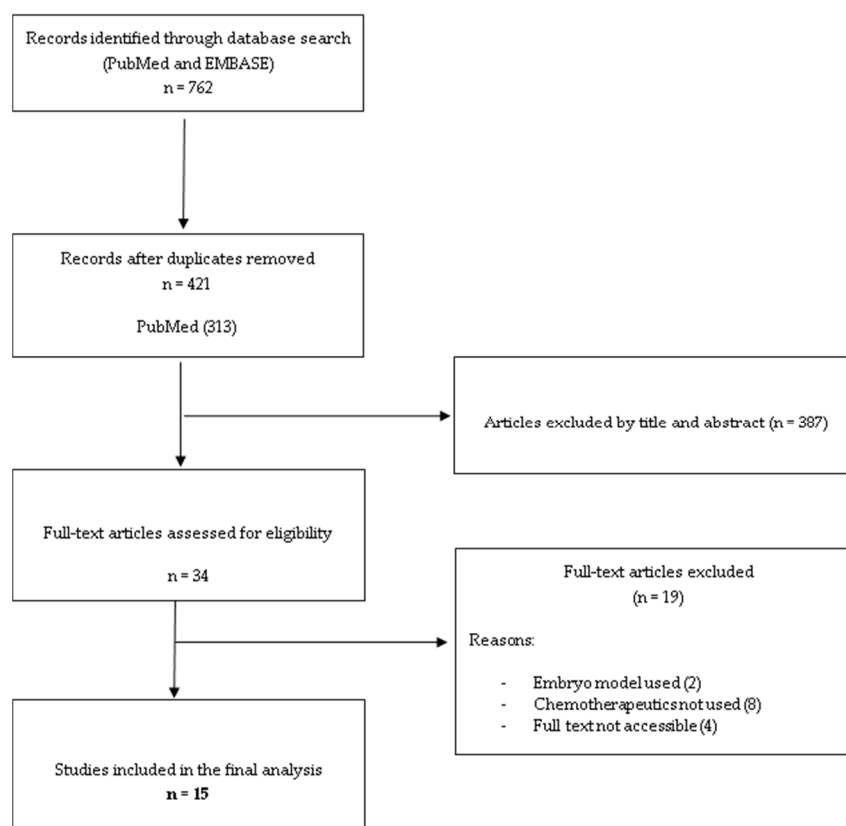 Records identified through database search
(PubMed and EMBASE)
n = 762
Records after duplicates removed
n = 421
PubMed (313)
Articles excluded by title and abstract (n = 387)
Full-text articles assessed for eligibility
n = 34
Full-text articles excluded
(n = 19)
Reasons:
- Embryo model used (2)
- Chemotherapeutics not used (8)
- Full text not accessible (4)
Studies included in the final analysis
n = 15